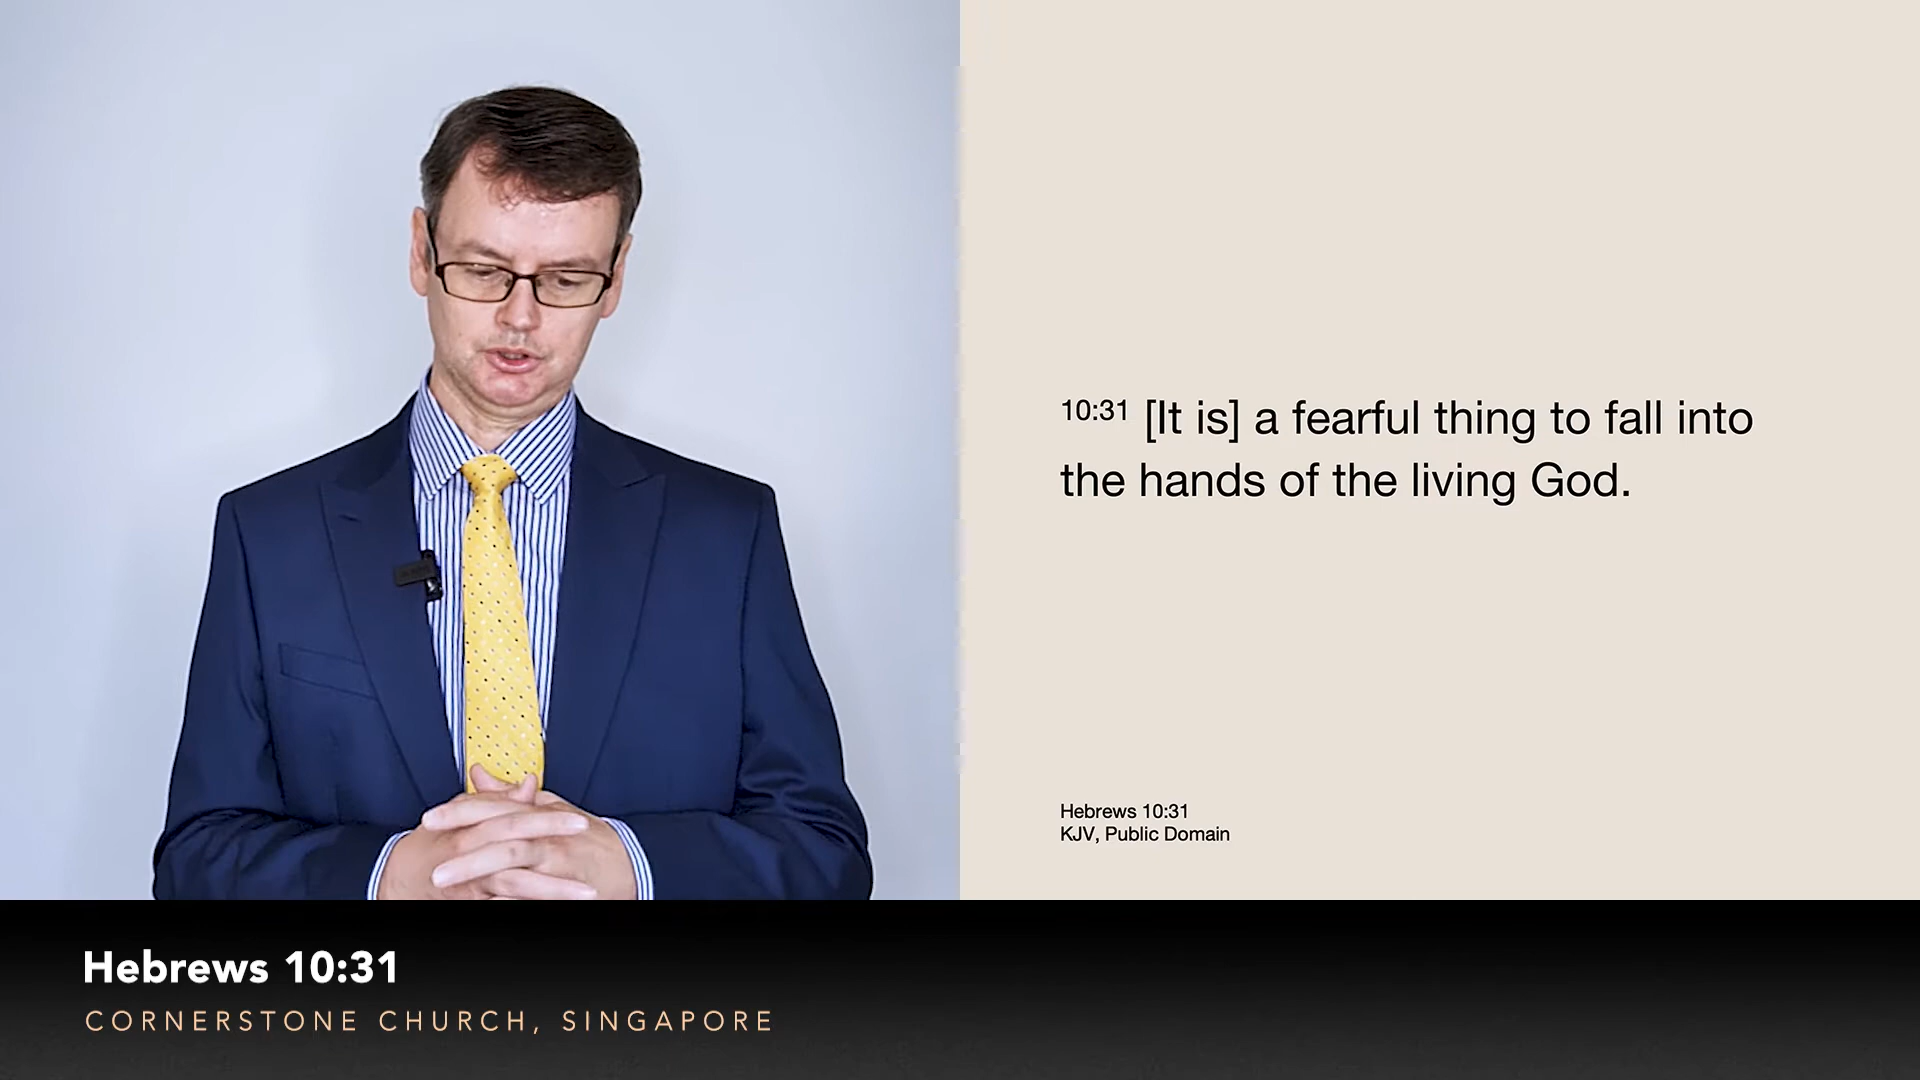 10:31 [It is] a fearful thing to fall into
the hands of the living God.
Hebrews 10:31
KJV, Public Domain
Hebrews 10:31
CORNERSTONE CHURCH, SINGAPORE